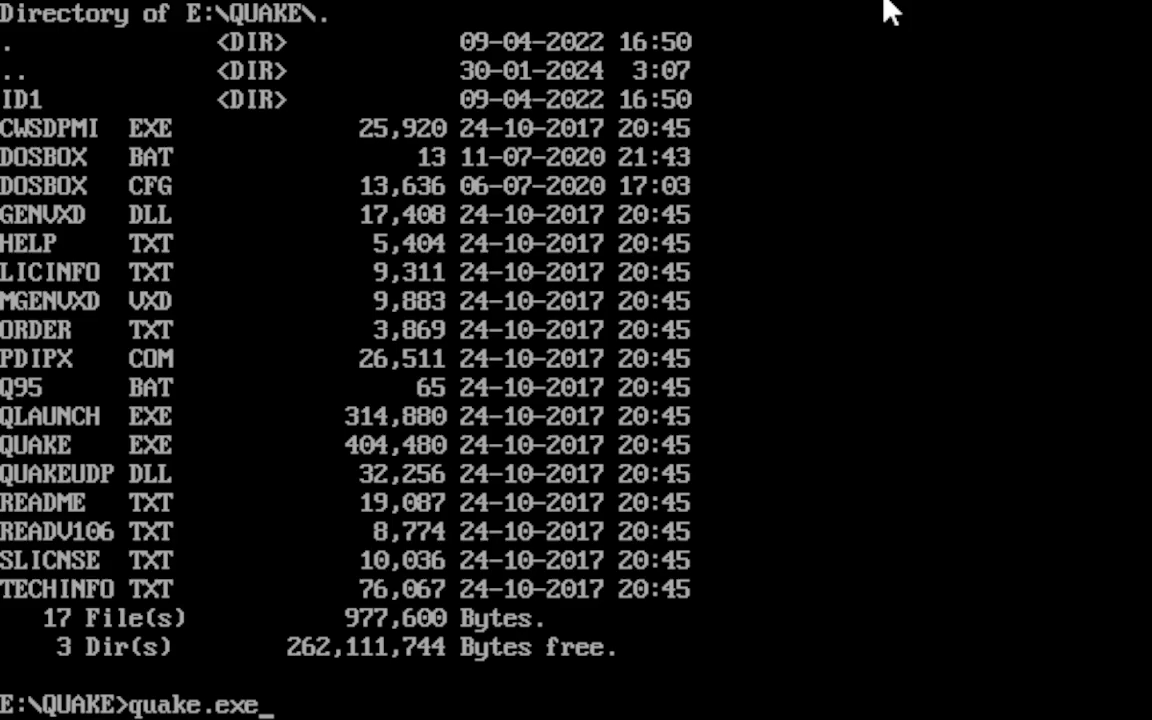 Directory of E:\QUAKE\.
. <DIR> 09-04-2022 16:50
.. <DIR> 30-01-2024 3:07
ID1 <DIR> 09-04-2022 16:50
CWSDPMI EXE 25,920 24-10-2017 20:45
DOSBOX BAT 13 11-07-2020 21:43
DOSBOX CFG 13,636 06-07-2020 17:03
GENVXD DLL 17,408 24-10-2017 20:45
HELP TXT 5,404 24-10-2017 20:45
LICINFO TXT 9,311 24-10-2017 20:45
MGENVXD VXD 9,883 24-10-2017 20:45
ORDER TXT 3,869 24-10-2017 20:45
PDIPX COM 26,511 24-10-2017 20:45
Q95 BAT 65 24-10-2017 20:45
QLAUNCH EXE 314,880 24-10-2017 20:45
QUAKE EXE 404,480 24-10-2017 20:45
QUAKEUDP DLL 32,256 24-10-2017 20:45
README TXT 19,087 24-10-2017 20:45
READV106 TXT 8,774 24-10-2017 20:45
SLICNSE TXT 10,036 24-10-2017 20:45
TECHINFO TXT 76,067 24-10-2017 20:45
17 File(s) 977,600 Bytes.
3 Dir(s) 262,111,744 Bytes free.
E:\QUAKE>quake.exe_